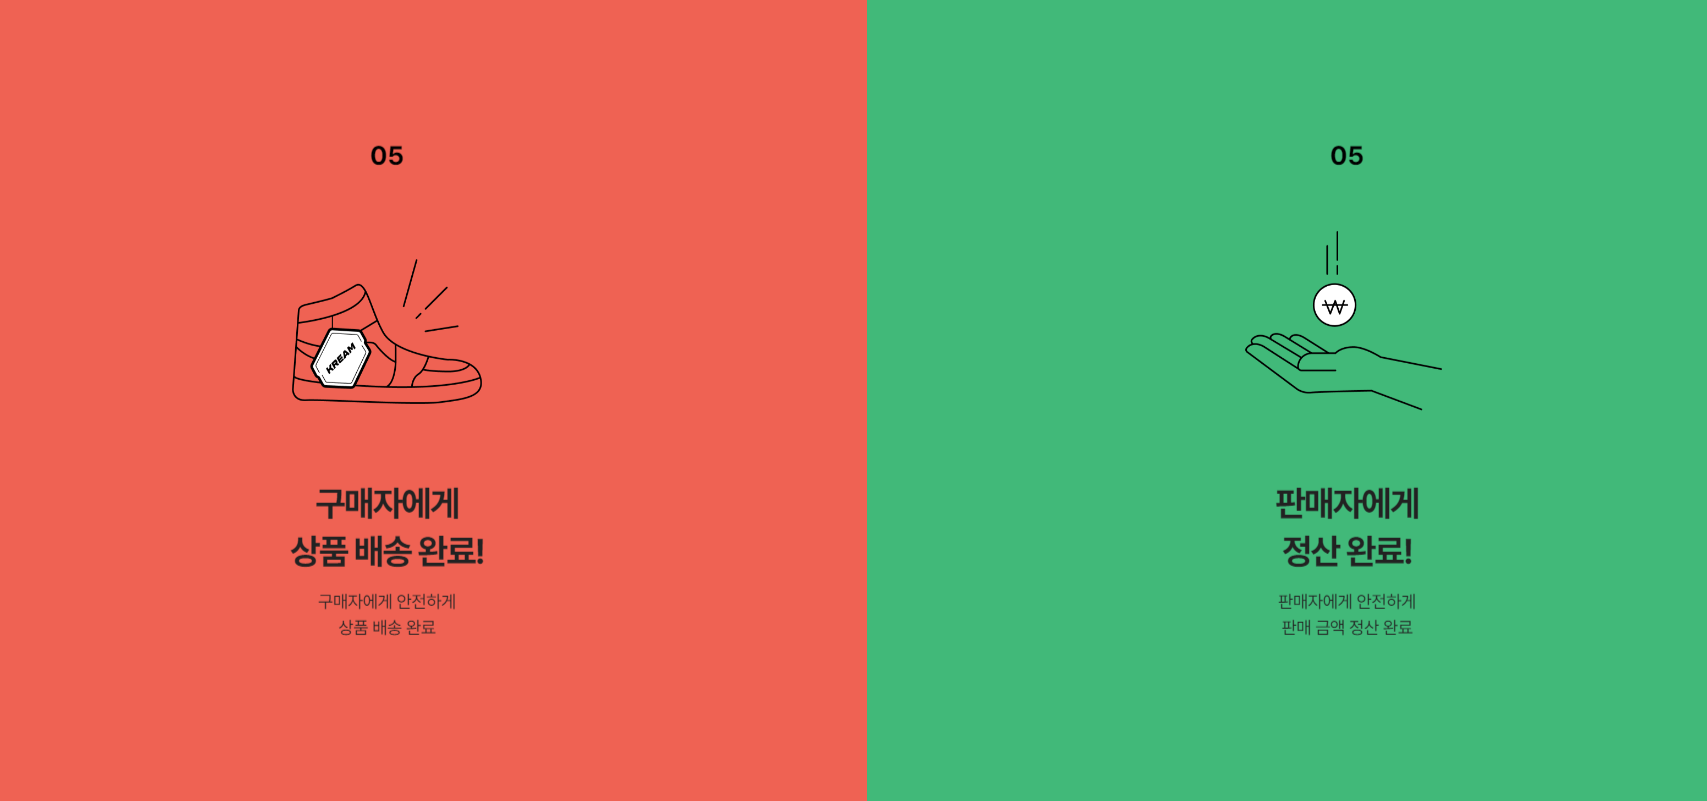 05
KREAM
구매자에게
상품 배송 완료!
구매자에게 안전하게
상품 배송 완료
05
₩
판매자에게
정산 완료!
판매자에게 안전하게
판매 금액 정산 완료